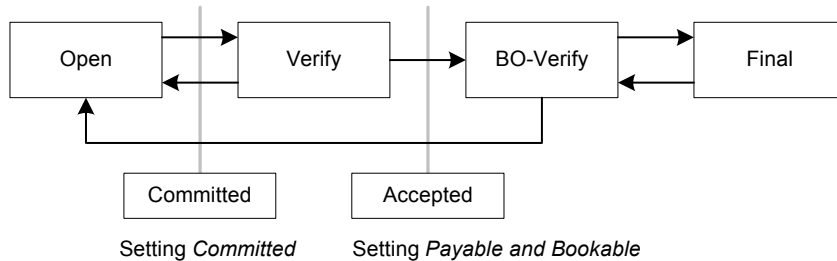 Open
Verify
BO-Verify
Final
Committed
Accepted
Setting Committed
Setting Payable and Bookable